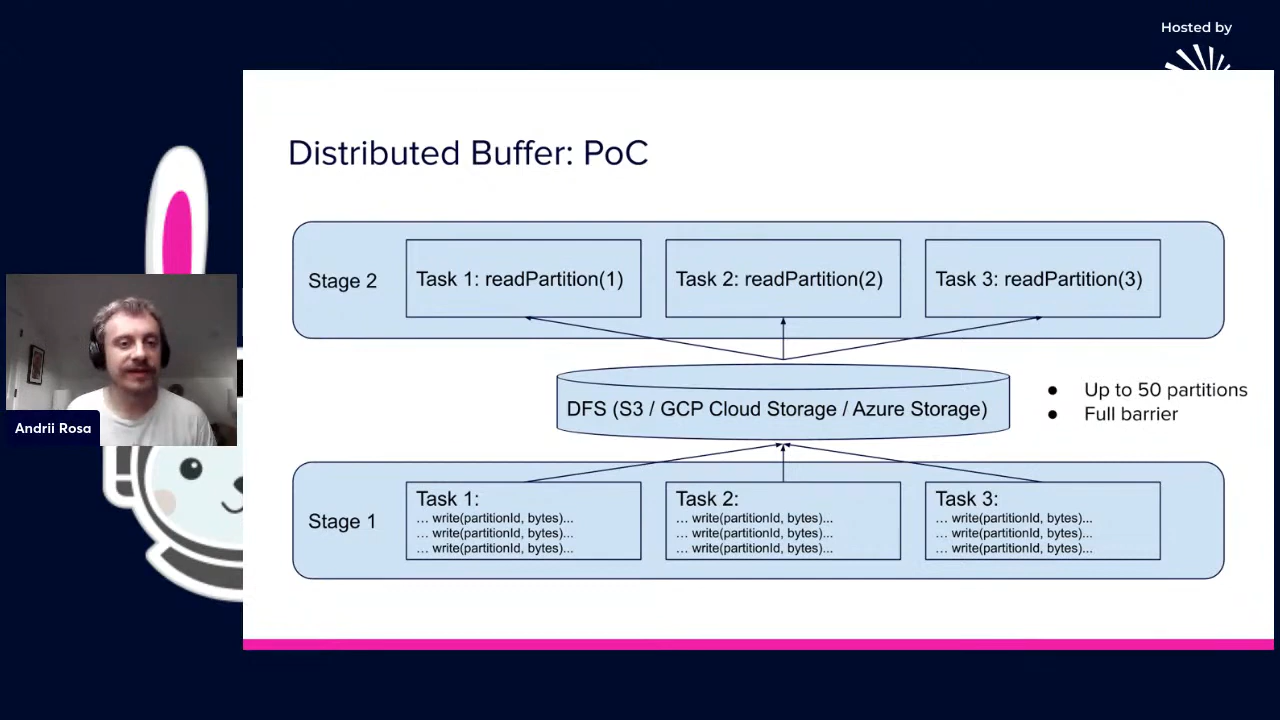 Hosted by
Distributed Buffer: PoC
Stage 2
Task 1: readPartition(1)
Task 2: readPartition(2)
Task 3: readPartition(3)
DFS (S3 / GCP Cloud Storage / Azure Storage)
● Up to 50 partitions
● Full barrier
Andrii Rosa
Stage 1
Task 1:
... write(partitionId, bytes)...
... write(partitionId, bytes)...
... write(partitionId, bytes)...
Task 2:
... write(partitionId, bytes)...
... write(partitionId, bytes)...
... write(partitionId, bytes)...
Task 3:
... write(partitionId, bytes)...
... write(partitionId, bytes)...
... write(partitionId, bytes)...